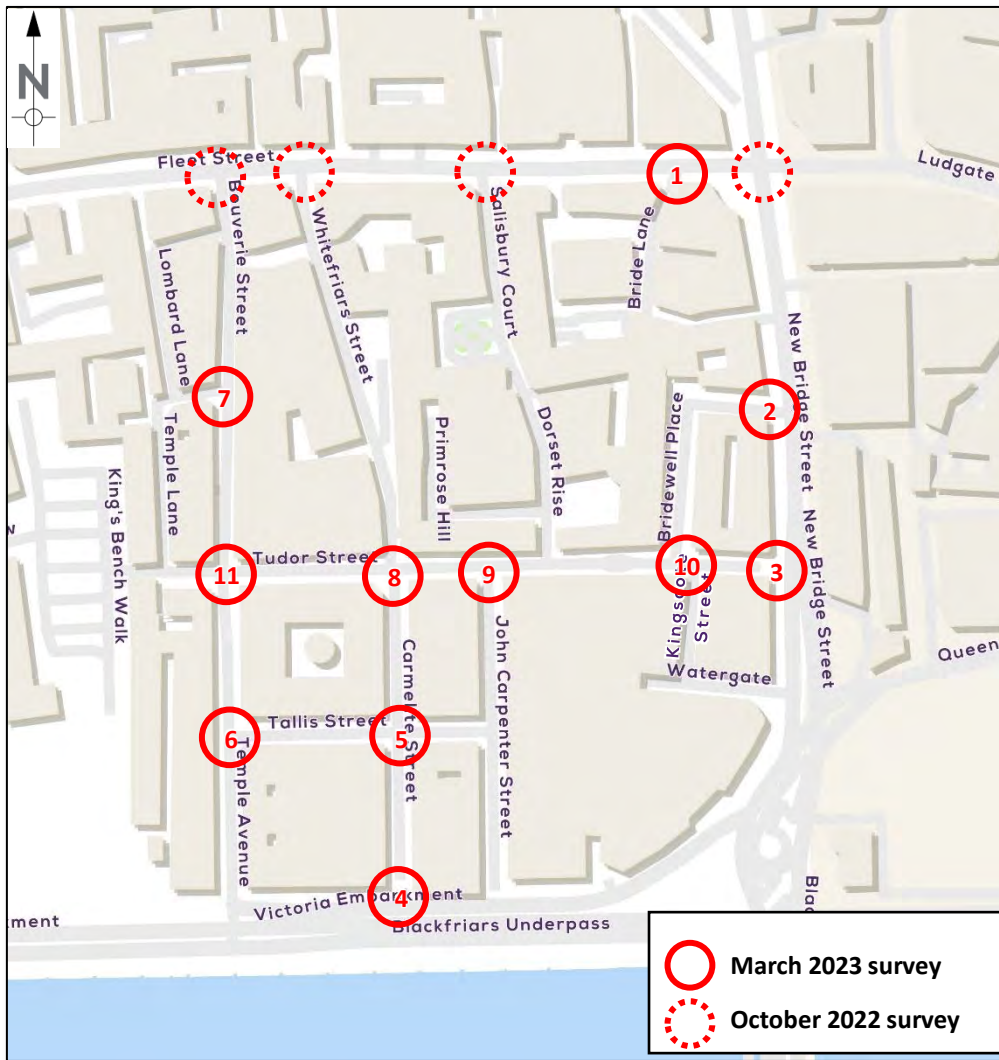 N
Fleet Street
Ludgate
1
Bouverie Street
Whitefriars Street
Salisbury Court
Bride Lane
Lombard Lane
New Bridge Street
7
2
Temple Lane
Primrose Hill
Dorset Rise
Bridewell Place
King's Bench Walk
w
New Bridge Street
Tudor Street
11
8
9
10
3
Kingscote
Street
Queen
Watergate
Carmelite Street
John Carpenter Street
Tallis Street
6
5
Temple Avenue
4
Victoria Embankment
kment
Blackfriars Underpass
Blac
March 2023 survey
October 2022 survey